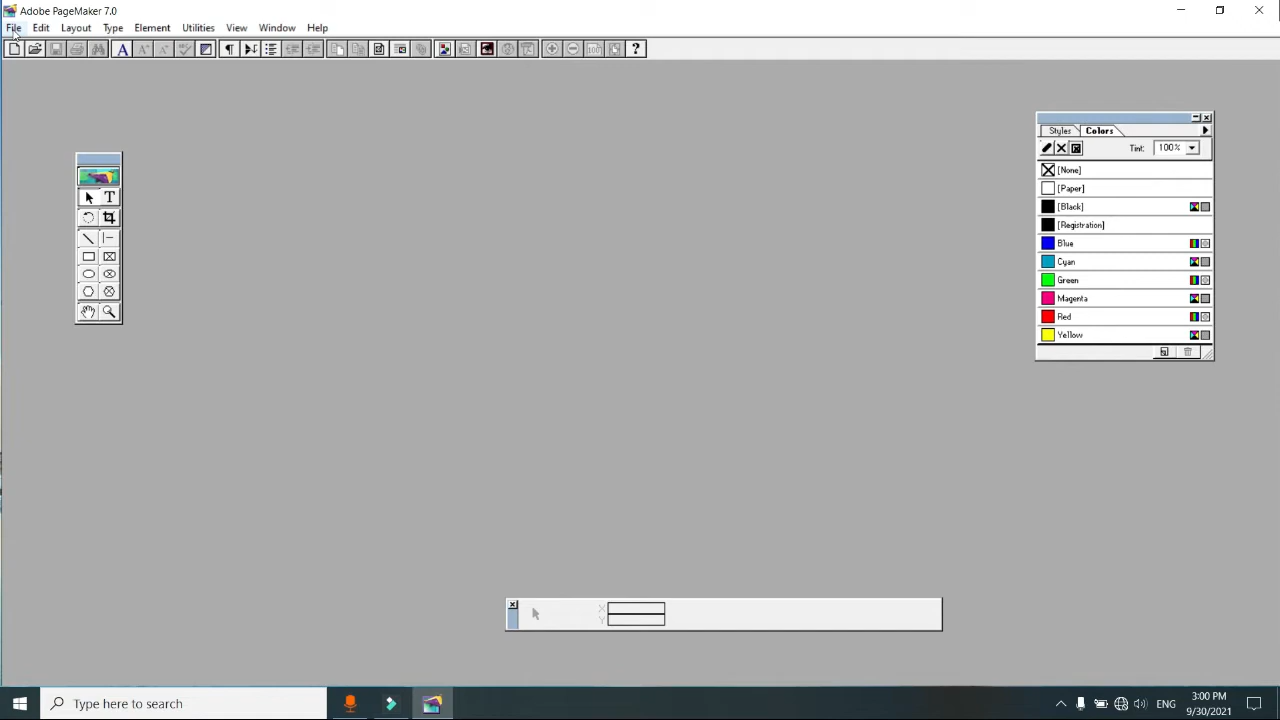 Adobe PageMaker 7.0
File Edit Layout Type Element Utilities View Window Help
A A A ¶ 100 ?
Styles Colors
Tint: 100%
T
[None]
[Paper]
[Black]
[Registration]
Blue
Cyan
Green
Magenta
Red
Yellow
X
Y
Type here to search
ENG
3:00 PM
9/30/2021